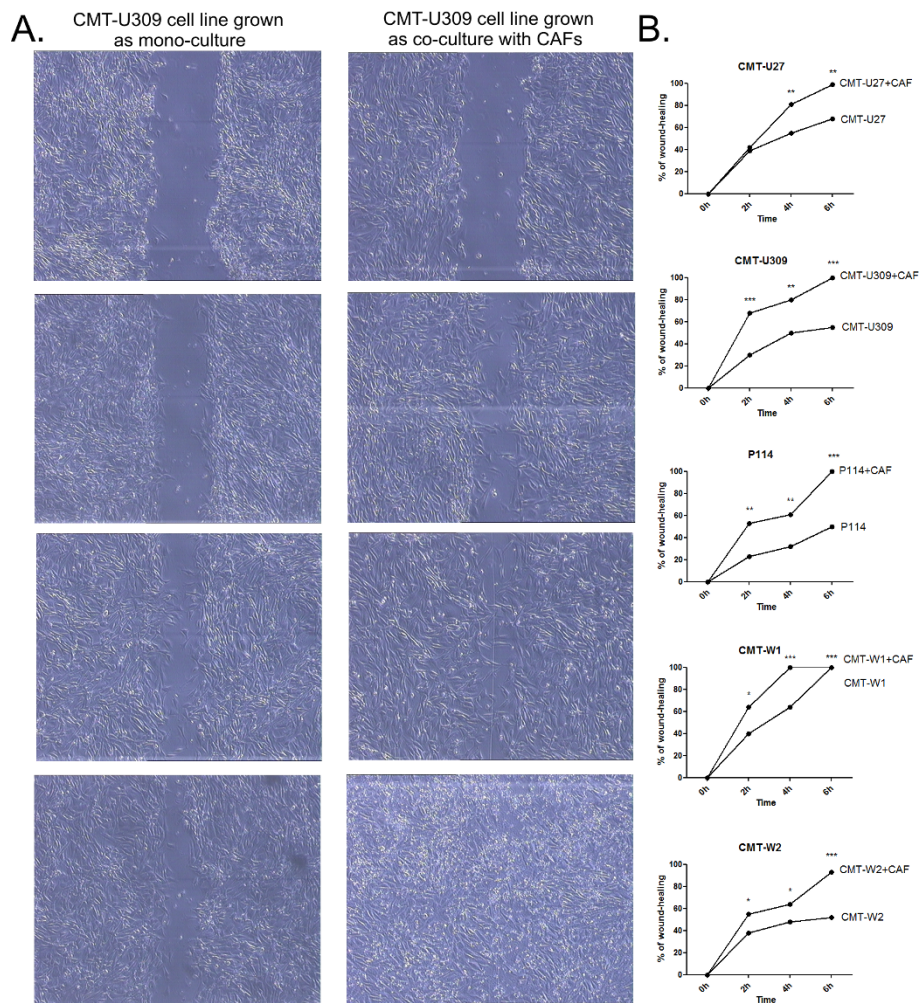 A.
CMT-U309 cell line grown
as mono-culture
CMT-U309 cell line grown
as co-culture with CAFs
B.
CMT-U27
% of wound-healing
100
80
60
40
20
0
**
**
CMT-U27+CAF
CMT-U27
0h
2h
4h
6h
Time
CMT-U309
% of wound-healing
100
80
60
40
20
0
***
**
***
CMT-U309+CAF
CMT-U309
0h
2h
4h
6h
Time
P114
% of wound-healing
100
80
60
40
20
0
**
**
***
P114+CAF
P114
0h
2h
4h
6h
Time
CMT-W1
% of wound-healing
100
80
60
40
20
0
*
***
***
CMT-W1+CAF
CMT-W1
0h
2h
4h
6h
Time
CMT-W2
% of wound-healing
100
80
60
40
20
0
*
*
***
CMT-W2+CAF
CMT-W2
0h
2h
4h
6h
Time